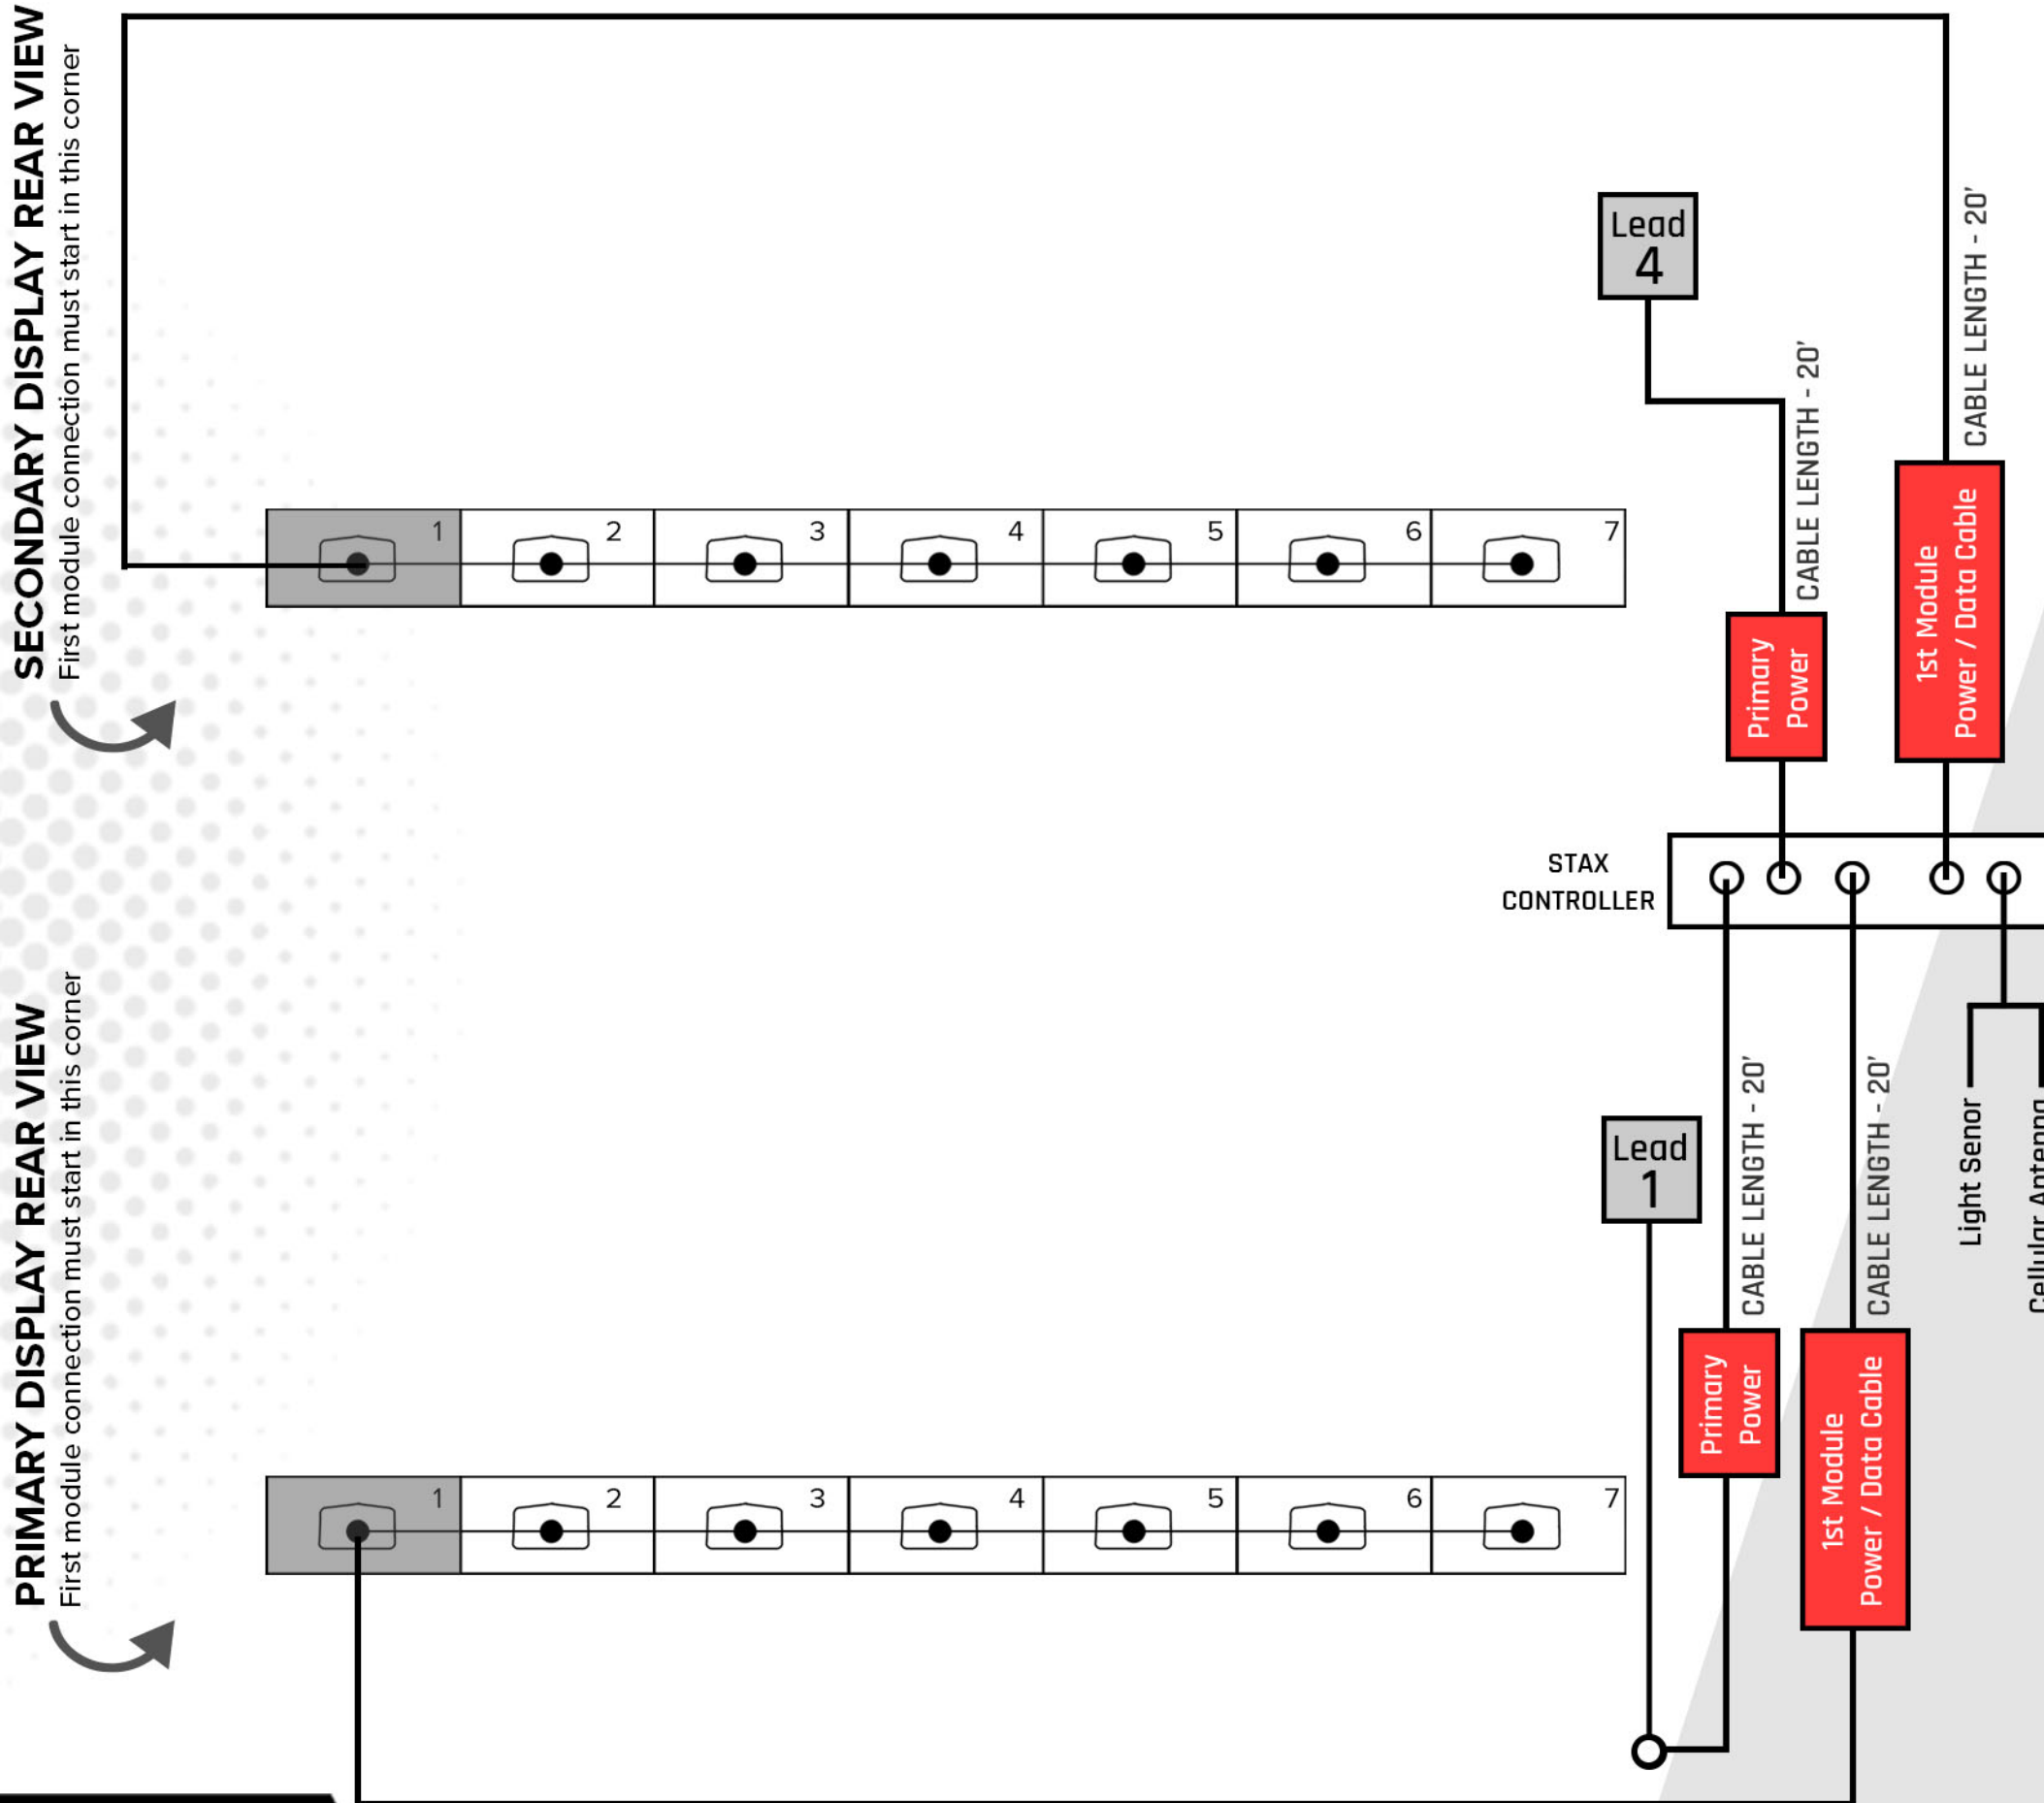 SECONDARY DISPLAY REAR VIEW
First module connection must start in this corner
1
2
3
4
5
6
7
Lead
4
CABLE LENGTH - 20'
Primary
Power
CABLE LENGTH - 20'
1st Module
Power / Data Cable
STAX
CONTROLLER
PRIMARY DISPLAY REAR VIEW
First module connection must start in this corner
1
2
3
4
5
6
7
Lead
1
CABLE LENGTH - 20'
Primary
Power
CABLE LENGTH - 20'
1st Module
Power / Data Cable
Light Senor
Cellular Antenna